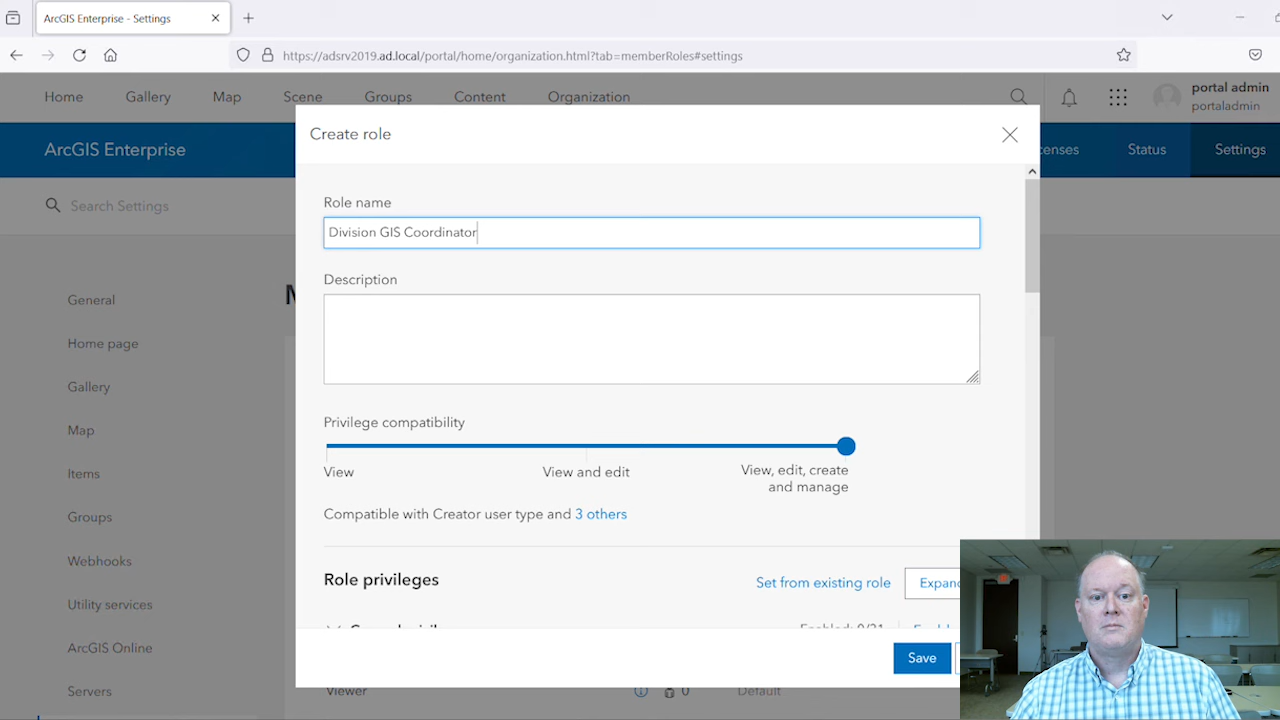 ArcGIS Enterprise - Settings
https://adsrv2019.ad.local/portal/home/organization.html?tab=memberRoles#settings
Home Gallery Map Scene Groups Content Organization
portal admin
portaladmin
ArcGIS Enterprise
Status Settings
Search Settings
General
Home page
Gallery
Map
Items
Groups
Webhooks
Utility services
ArcGIS Online
Servers
Create role
Role name
Division GIS Coordinator
Description
Privilege compatibility
View
View and edit
View, edit, create
and manage
Compatible with Creator user type and 3 others
Role privileges
Set from existing role
Save
Viewer 0 Default